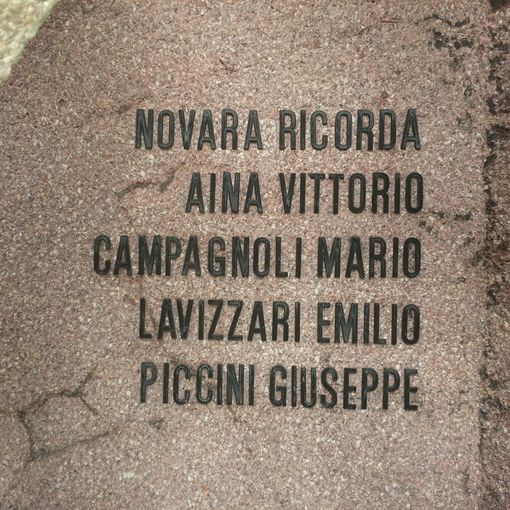 NOVARA RICORDA
AINA VITTORIO
CAMPAGNOLI MARIO
LAVIZZARI EMILIO
PICCINI GIUSEPPE